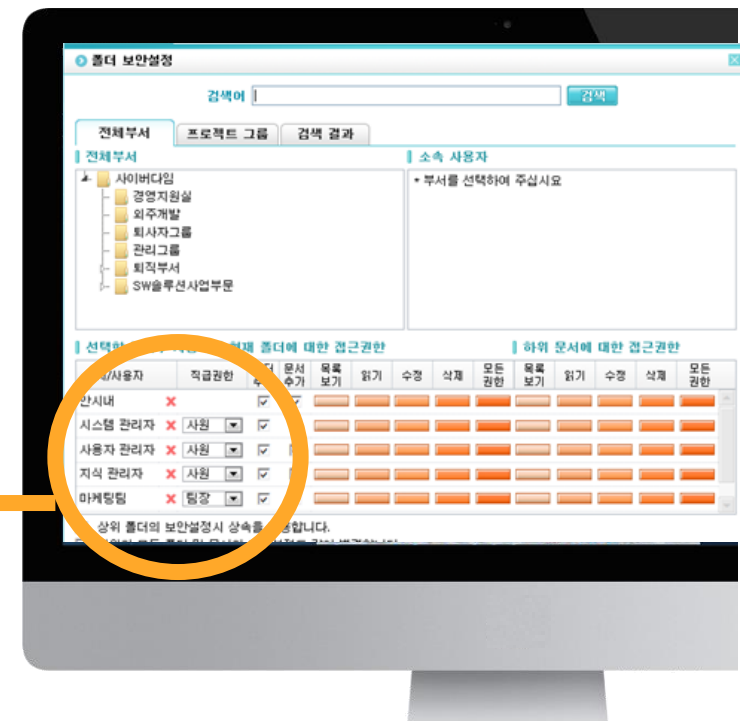 폴더 보안설정
검색어 검색
전체부서 프로젝트 그룹 검색 결과
전체부서
사이버다임
경영지원실
외주개발
퇴사자그룹
관리그룹
퇴직부서
SW솔루션사업부문
소속 사용자
* 부서를 선택하여 주십시요
폴더에 대한 접근권한
하위 문서에 대한 접근권한
/사용자 직급권한 문서추가 목록보기 읽기 수정 삭제 모든권한 목록보기 읽기 수정 삭제 모든권한
안시내
시스템 관리자 사원
사용자 관리자 사원
지식 관리자 사원
마케팅팀 팀장
상위 폴더의 보안설정시 상속을 용합니다.